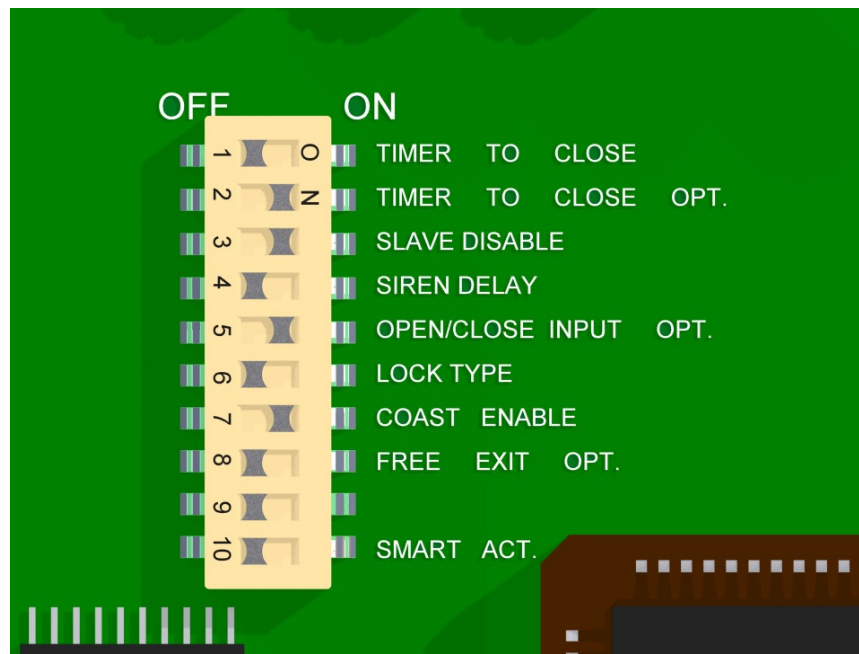 OFF ON
1 O TIMER TO CLOSE
2 N TIMER TO CLOSE OPT.
3 SLAVE DISABLE
4 SIREN DELAY
5 OPEN/CLOSE INPUT OPT.
6 LOCK TYPE
7 COAST ENABLE
8 FREE EXIT OPT.
9
10 SMART ACT.